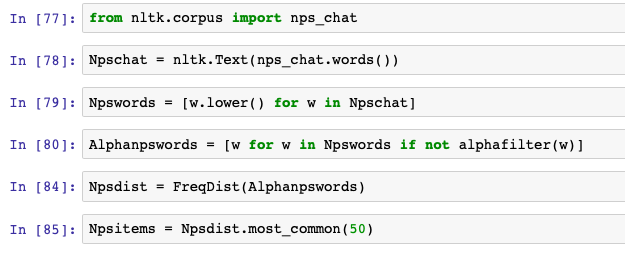 In [77]: from nltk.corpus import nps_chat
In [78]: Npschat = nltk.Text(nps_chat.words())
In [79]: Npswords = [w.lower() for w in Npschat]
In [80]: Alphanpswords = [w for w in Npswords if not alphafilter(w)]
In [84]: Npsdist = FreqDist(Alphanpswords)
In [85]: Npsitems = Npsdist.most_common(50)